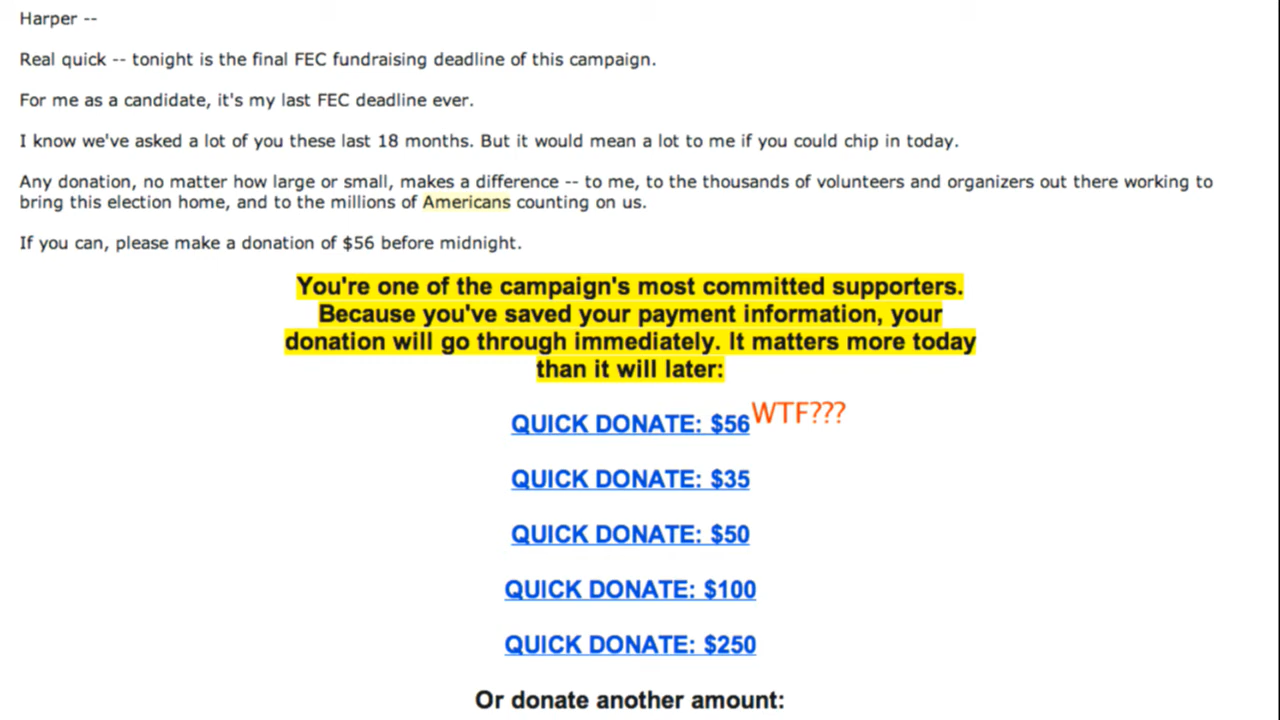 Harper --
Real quick -- tonight is the final FEC fundraising deadline of this campaign.
For me as a candidate, it's my last FEC deadline ever.
I know we've asked a lot of you these last 18 months. But it would mean a lot to me if you could chip in today.
Any donation, no matter how large or small, makes a difference -- to me, to the thousands of volunteers and organizers out there working to
bring this election home, and to the millions of Americans counting on us.
If you can, please make a donation of $56 before midnight.
You're one of the campaign's most committed supporters.
Because you've saved your payment information, your
donation will go through immediately. It matters more today
than it will later:
QUICK DONATE: $56 WTF???
QUICK DONATE: $35
QUICK DONATE: $50
QUICK DONATE: $100
QUICK DONATE: $250
Or donate another amount: